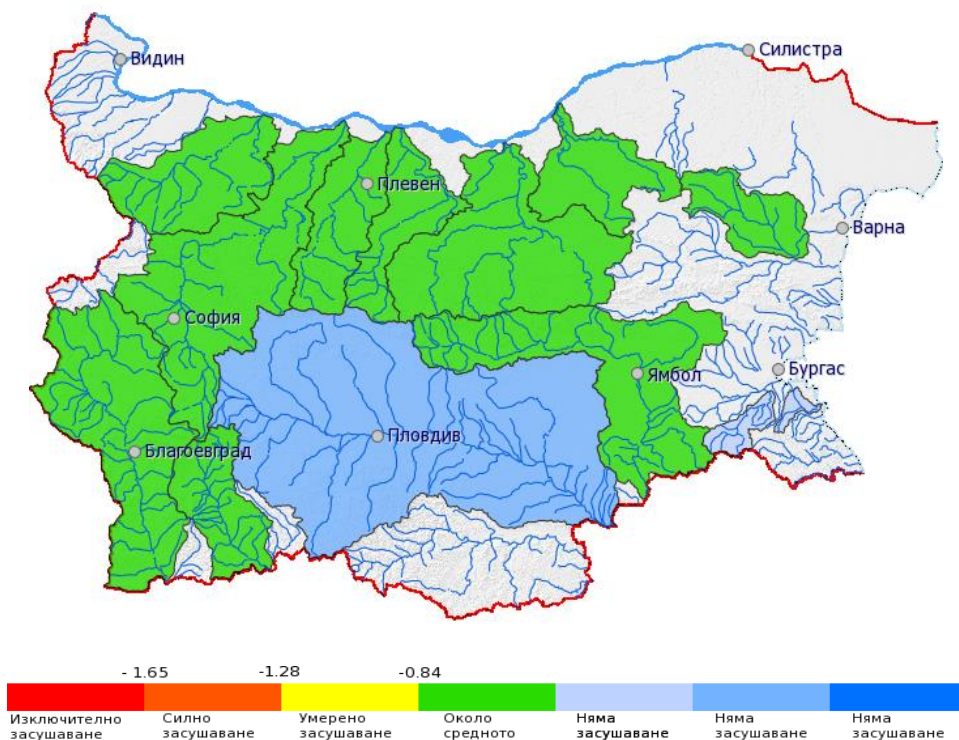 Видин
Силистра
Плевен
Варна
София
Ямбол
Бургас
Пловдив
Благоевград
- 1.65
-1.28
-0.84
Изключително засушаване
Силно засушаване
Умерено засушаване
Около средното
Няма засушаване
Няма засушаване
Няма засушаване